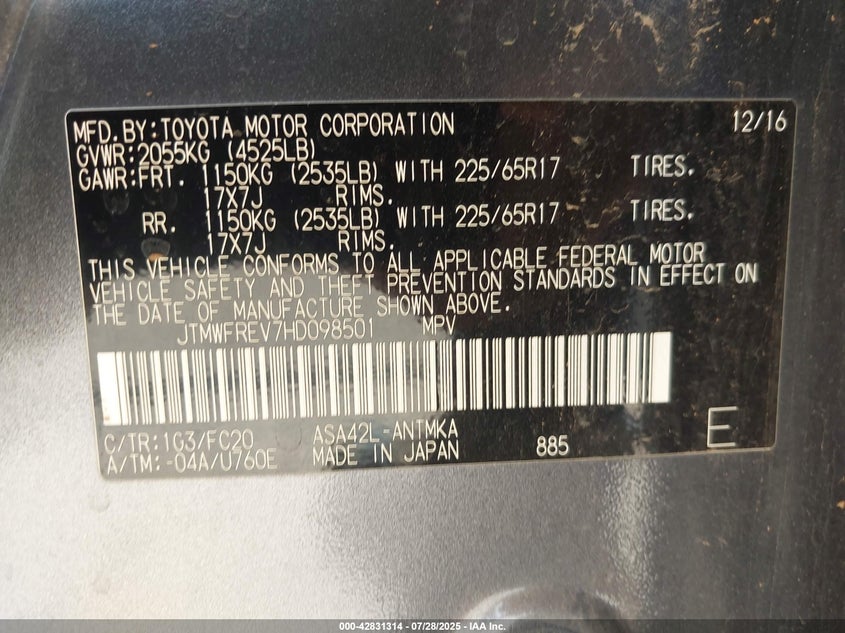 MFD.BY:TOYOTA MOTOR CORPORATION 12/16
GVWR:2055KG (4525LB)
GAWR:FRT. 1150KG (2535LB) WITH 225/65R17 TIRES.
17X7J RIMS.
RR. 1150KG (2535LB) WITH 225/65R17 TIRES.
17X7J RIMS.
THIS VEHICLE CONFORMS TO ALL APPLICABLE FEDERAL MOTOR
VEHICLE SAFETY AND THEFT PREVENTION STANDARDS IN EFFECT ON
THE DATE OF MANUFACTURE SHOWN ABOVE.
JTMWFREV7HD098501 MPV
C/TR:1G3/FC20 ASA42L-ANTMKA
A/TM:-04A/U760E MADE IN JAPAN 885 E
000-42831314 | 07/28/2025 - IAA Inc.